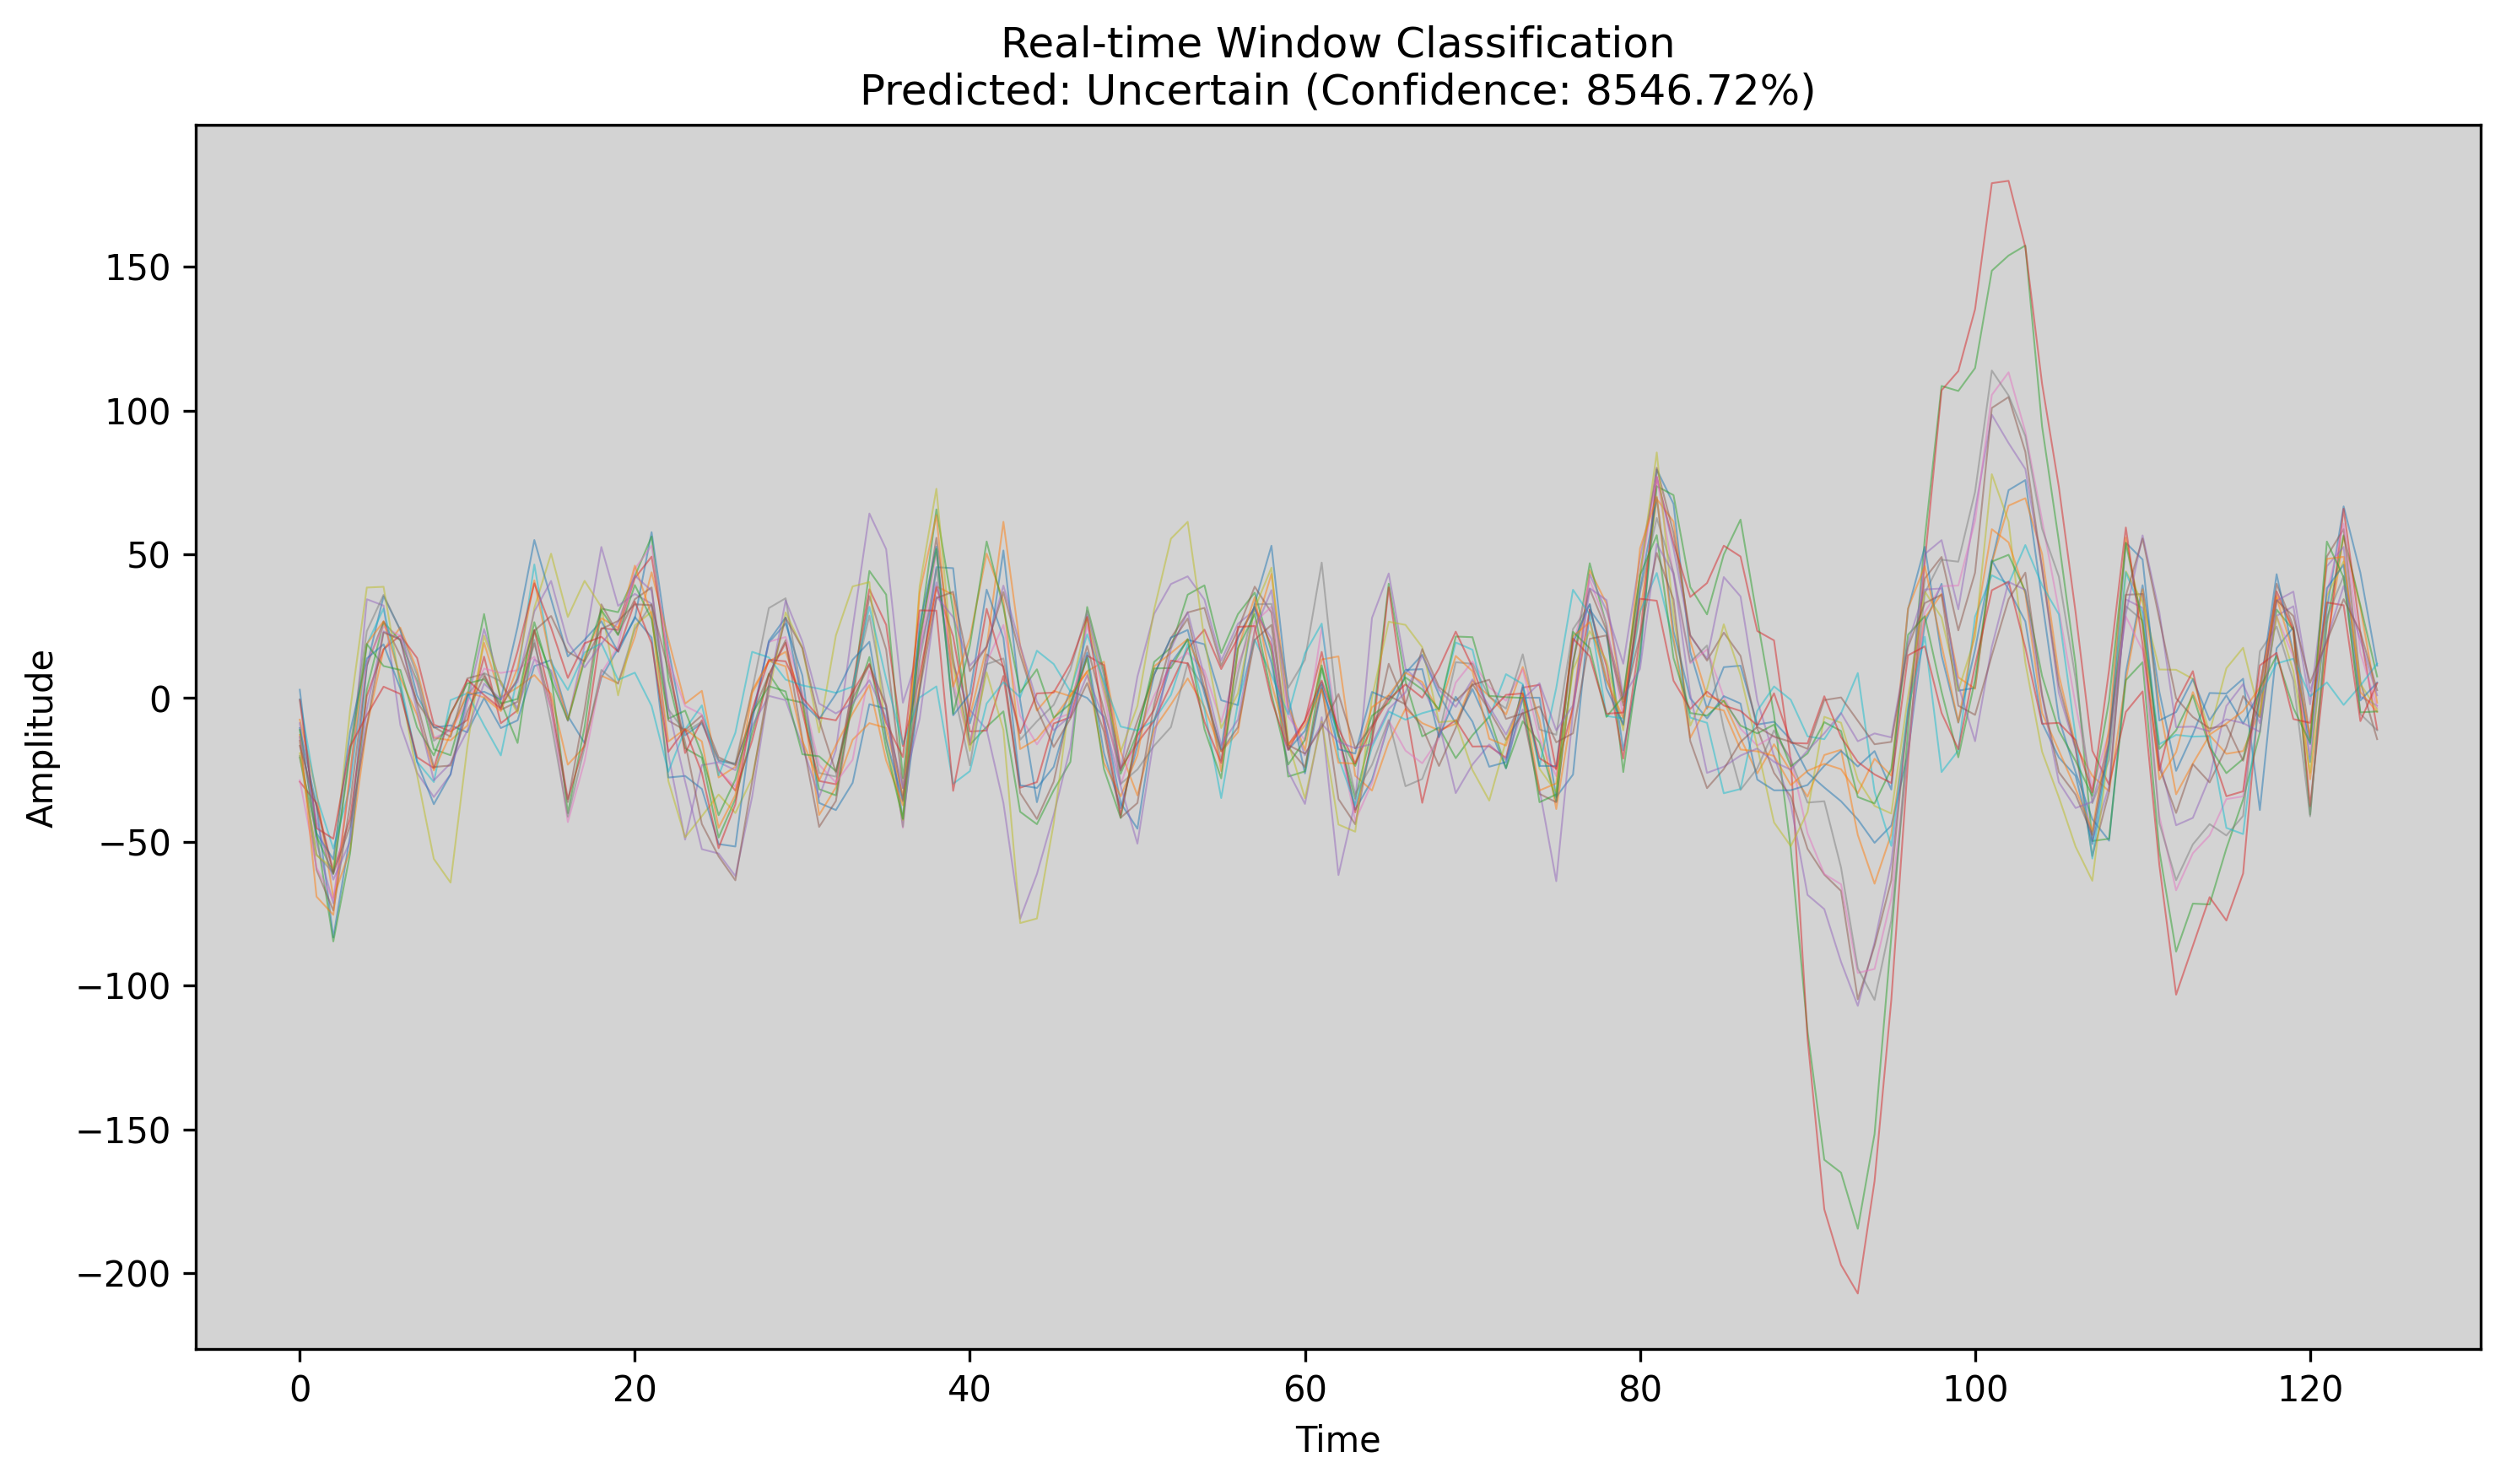 Real-time Window Classification
Predicted: Uncertain (Confidence: 8546.72%)
Amplitude
150
100
50
0
−50
−100
−150
−200
0 20 40 60 80 100 120
Time